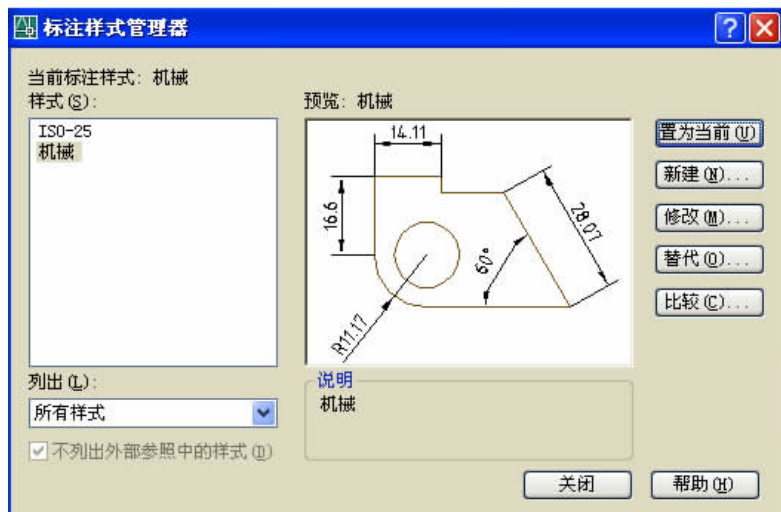 标注样式管理器
当前标注样式: 机械
样式(S):
ISO-25
机械
预览: 机械
14.11
16.6
28.07
60°
R11.17
置为当前(U)
新建(N)...
修改(M)...
替代(O)...
比较(C)...
列出(L):
所有样式
不列出外部参照中的样式(D)
说明
机械
关闭
帮助(H)